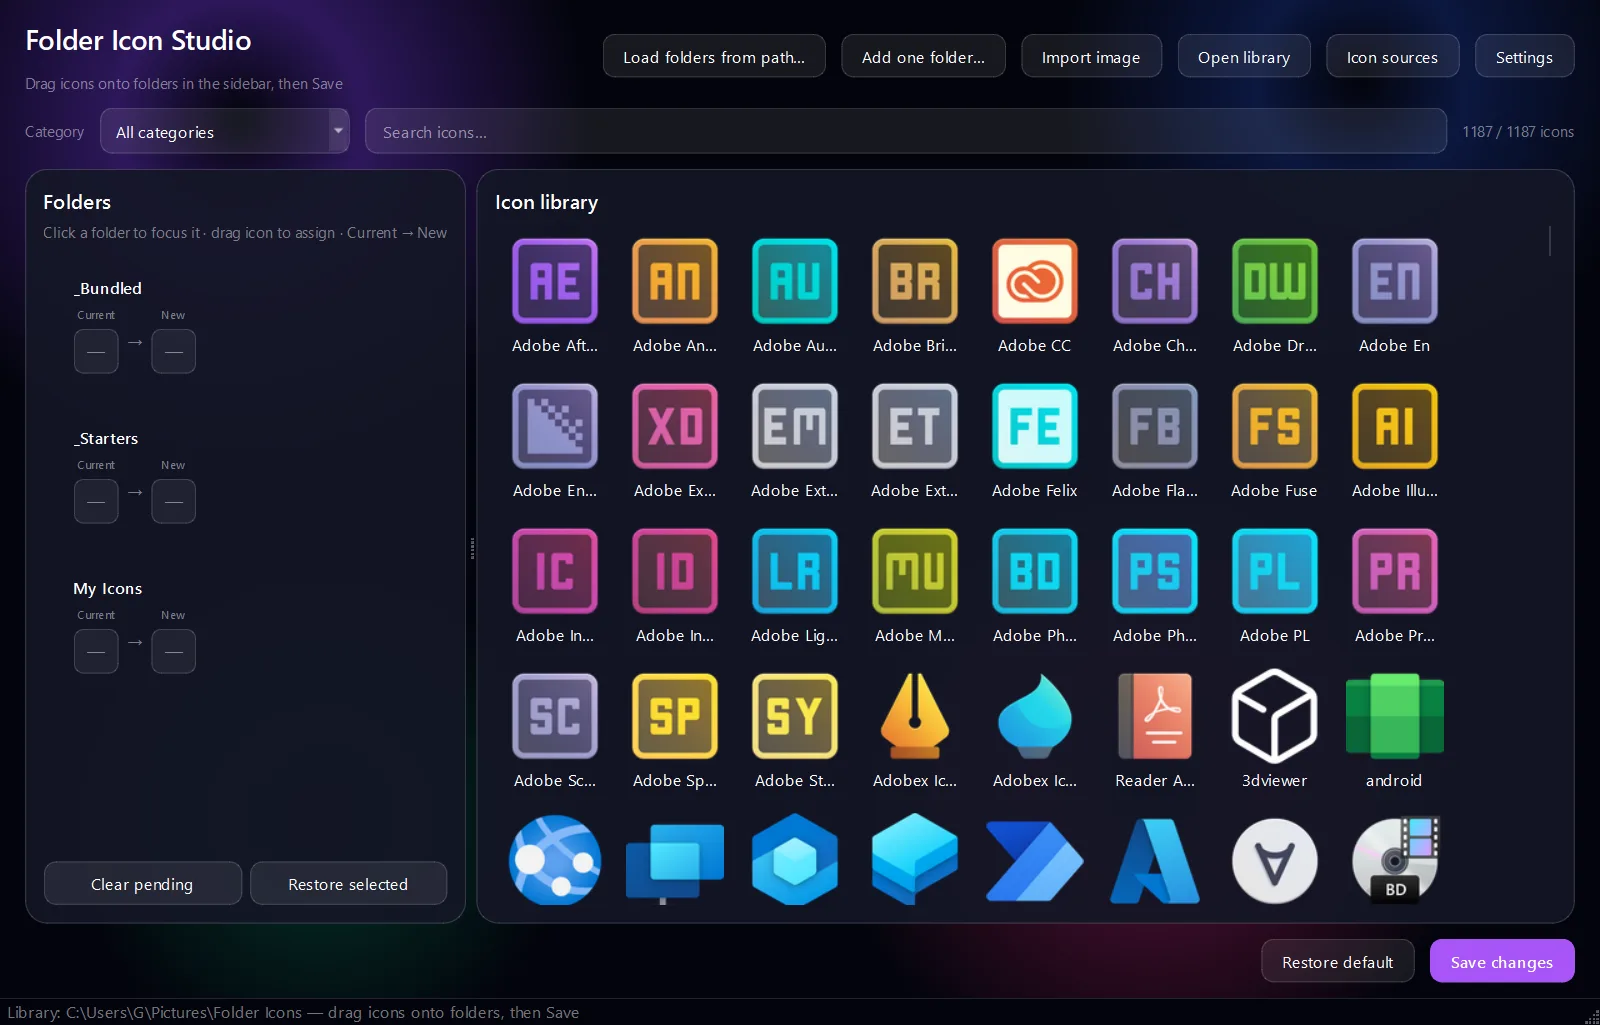 Folder Icon Studio
Drag icons onto folders in the sidebar, then Save
Load folders from path...
Add one folder...
Import image
Open library
Icon sources
Settings
Category
All categories
Search icons...
1187 / 1187 icons
Folders
Click a folder to focus it · drag icon to assign · Current → New
_Bundled
Current New
— → —
_Starters
Current New
— → —
My Icons
Current New
— → —
Clear pending
Restore selected
Icon library
AE AN AU BR CH DW EN
Adobe Aft... Adobe An... Adobe Au... Adobe Bri... Adobe CC Adobe Ch... Adobe Dr... Adobe En
XD EM ET FE FB FS AI
Adobe En... Adobe Ex... Adobe Ext... Adobe Ext... Adobe Felix Adobe Fla... Adobe Fuse Adobe Illu...
IC ID LR MU BD PS PL PR
Adobe In... Adobe In... Adobe Lig... Adobe M... Adobe Ph... Adobe Ph... Adobe PL Adobe Pr...
SC SP SY
Adobe Sc... Adobe Sp... Adobe St... Adobex Ic... Adobex Ic... Reader A... 3dviewer android
BD
Restore default
Save changes
Library: C:\Users\G\Pictures\Folder Icons — drag icons onto folders, then Save